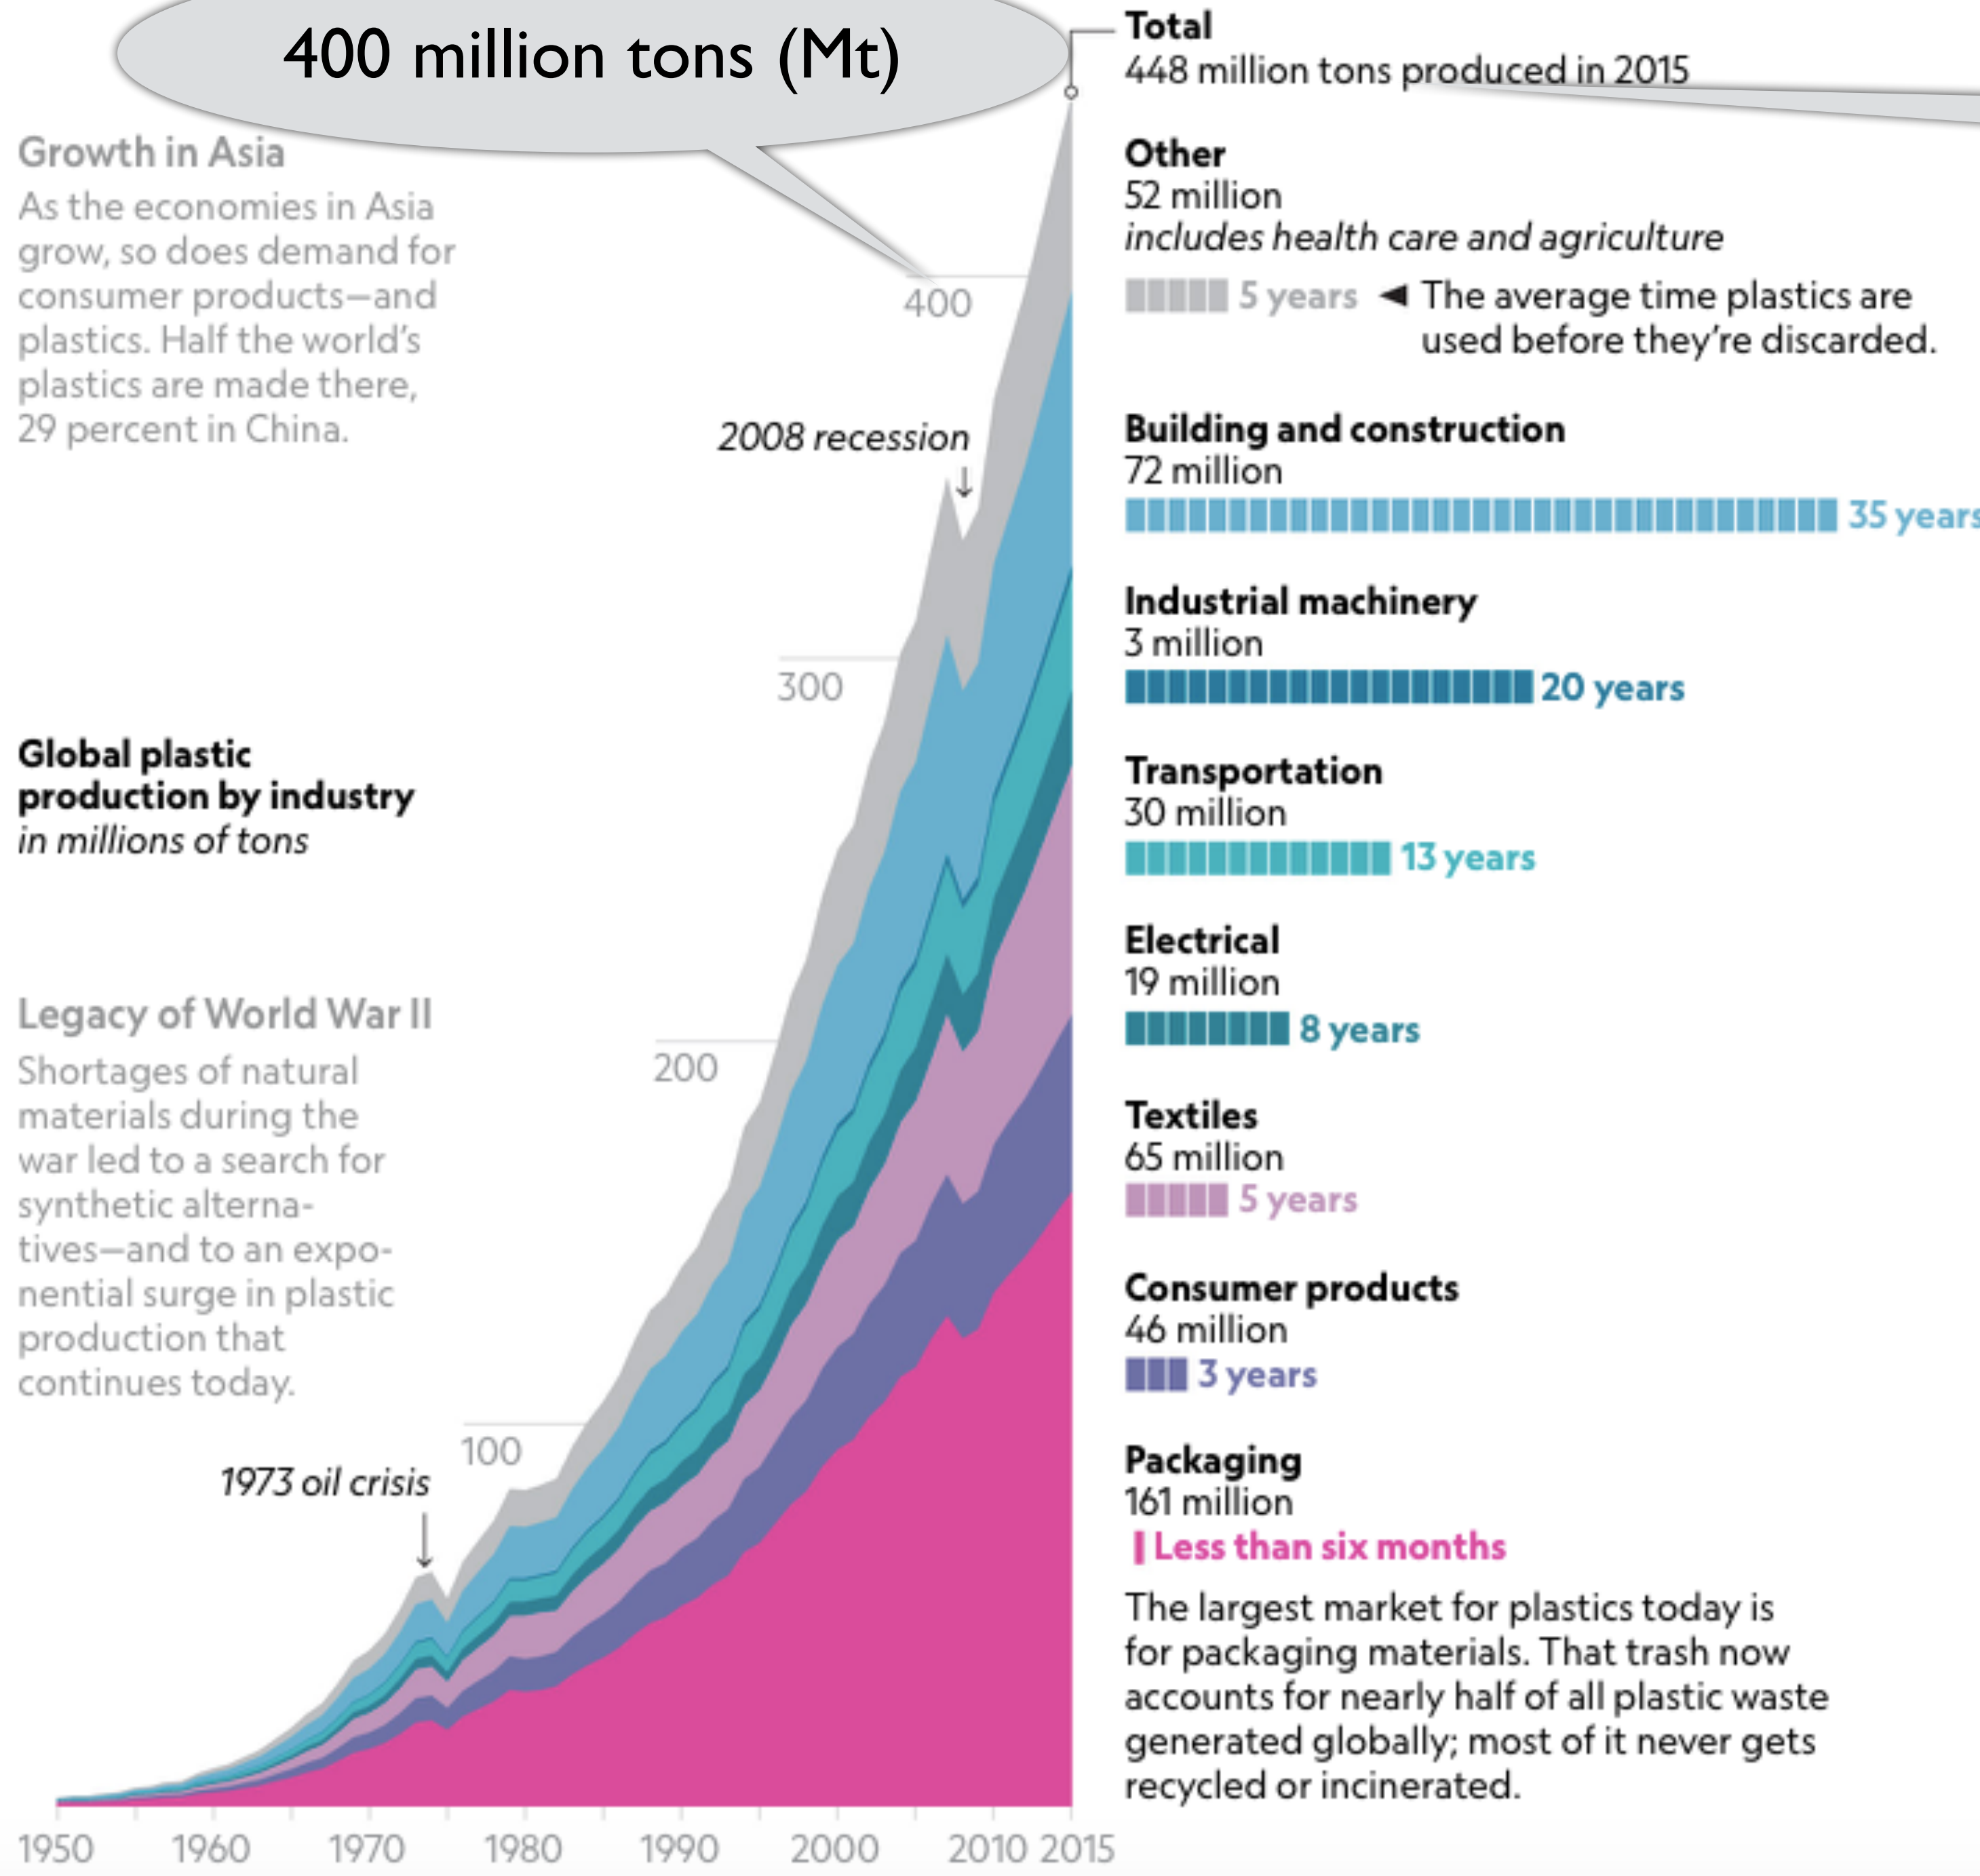 400 million tons (Mt)
Growth in Asia
As the economies in Asia
grow, so does demand for
consumer products—and
plastics. Half the world's
plastics are made there,
29 percent in China.
Global plastic
production by industry
in millions of tons
Legacy of World War II
Shortages of natural
materials during the
war led to a search for
synthetic alterna-
tives—and to an expo-
nential surge in plastic
production that
continues today.
400
2008 recession
300
200
100
1973 oil crisis
1950 1960 1970 1980 1990 2000 2010 2015
Total
448 million tons produced in 2015
Other
52 million
includes health care and agriculture
5 years ◄ The average time plastics are
used before they're discarded.
Building and construction
72 million
35 years
Industrial machinery
3 million
20 years
Transportation
30 million
13 years
Electrical
19 million
8 years
Textiles
65 million
5 years
Consumer products
46 million
3 years
Packaging
161 million
Less than six months
The largest market for plastics today is
for packaging materials. That trash now
accounts for nearly half of all plastic waste
generated globally; most of it never gets
recycled or incinerated.